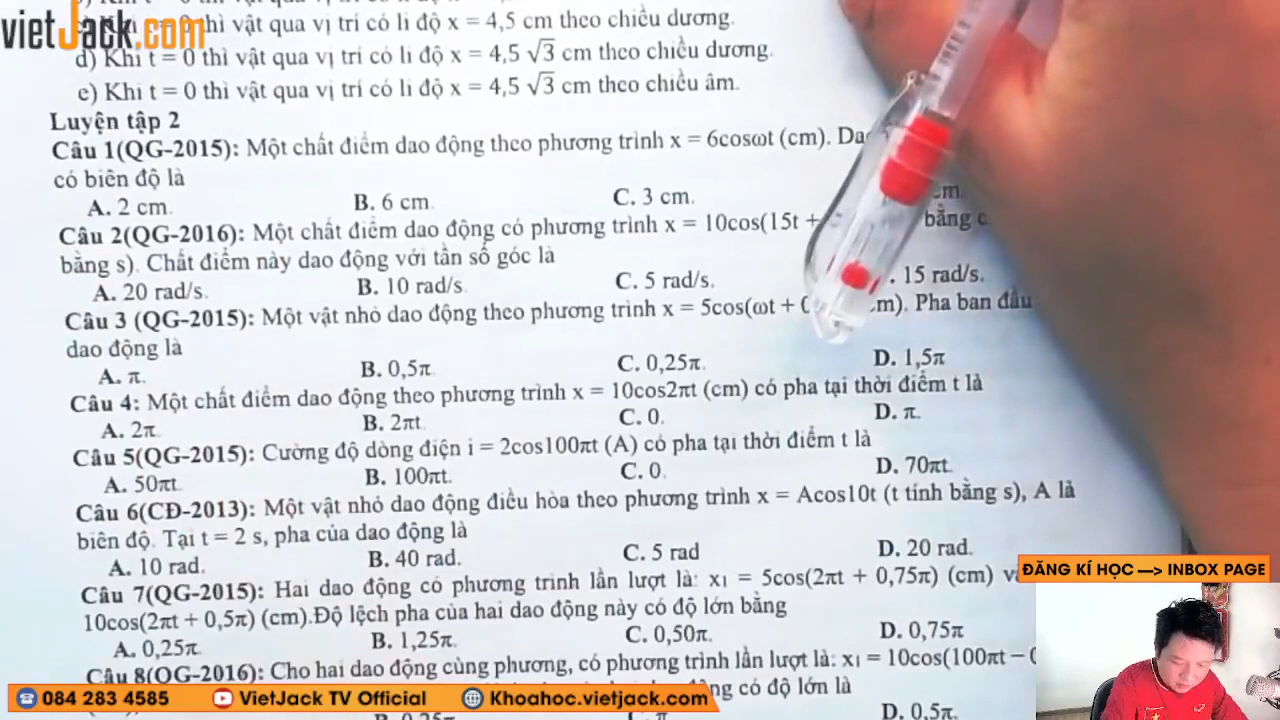 vietJack.com
thì vật qua vị trí có li độ x = 4,5 cm theo chiều dương.
d) Khi t = 0 thì vật qua vị trí có li độ x = 4,5 √3 cm theo chiều dương.
e) Khi t = 0 thì vật qua vị trí có li độ x = 4,5 √3 cm theo chiều âm.
Luyện tập 2
Câu 1(QG-2015): Một chất điểm dao động theo phương trình x = 6cosωt (cm).
có biên độ là
A. 2 cm. B. 6 cm C. 3 cm. cm.
Câu 2(QG-2016): Một chất điểm dao động có phương trình x = 10cos(15t + bằng
bằng s). Chất điểm này dao động với tần số góc là
A. 20 rad/s. B. 10 rad/s C. 5 rad/s. . 15 rad/s.
Câu 3 (QG-2015): Một vật nhỏ dao động theo phương trình x = 5cos(ωt + cm). Pha ban đầu
dao động là
A. π. B. 0,5π C. 0,25π. D. 1,5π
Câu 4: Một chất điểm dao động theo phương trình x = 10cos2πt (cm) có pha tại thời điểm t là
A. 2π B. 2πt C. 0. D. π.
Câu 5(QG-2015): Cường độ dòng điện i = 2cos100πt (A) có pha tại thời điểm t là
A. 50πt B. 100πt. C. 0. D. 70πt
Câu 6(CĐ-2013): Một vật nhỏ dao động điều hòa theo phương trình x = Acos10t (t tính bằng s), A là
biên độ. Tại t = 2 s, pha của dao động là
A. 10 rad. B. 40 rad. C. 5 rad D. 20 rad.
Câu 7(QG-2015): Hai dao động có phương trình lần lượt là: x₁ = 5cos(2πt + 0,75π) (cm)
10cos(2πt + 0,5π) (cm).Độ lệch pha của hai dao động này có độ lớn bằng
A. 0,25π B. 1,25π. C. 0,50π. D. 0,75π
Câu 8(QG-2016): Cho hai dao động cùng phương, có phương trình lần lượt là: x₁ = 10cos(100πt –
có độ lớn là
D. 0,5π.
ĐĂNG KÍ HỌC —> INBOX PAGE
084 283 4585 VietJack TV Official Khoahoc.vietjack.com